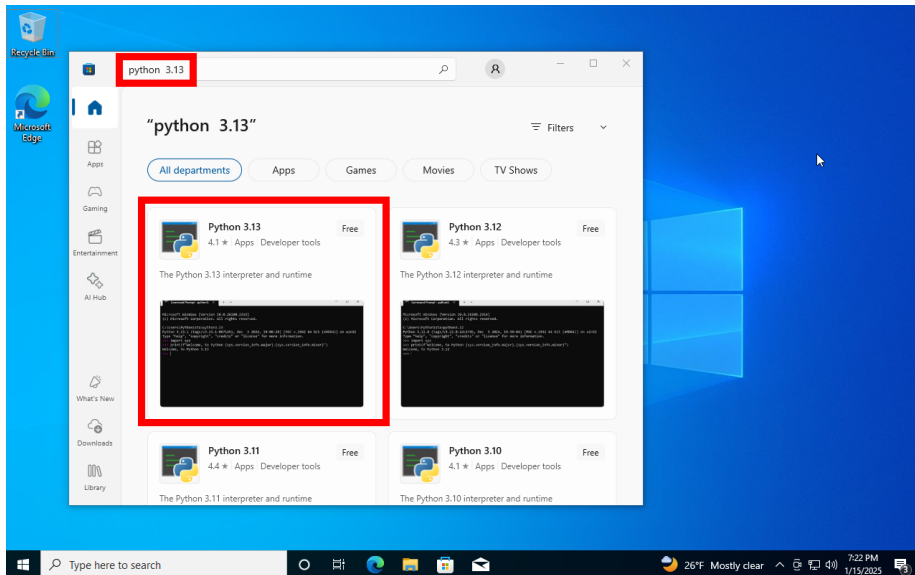 Recycle Bin
Microsoft
Edge
python 3.13
"python 3.13"
Filters
All departments
Apps
Games
Movies
TV Shows
Apps
Gaming
Entertainment
AI Hub
What's New
Downloads
Library
Python 3.13
Free
4.1 ★ Apps Developer tools
The Python 3.13 interpreter and runtime
Python 3.12
Free
4.3 ★ Apps Developer tools
The Python 3.12 interpreter and runtime
Python 3.11
Free
4.4 ★ Apps Developer tools
The Python 3.11 interpreter and runtime
Python 3.10
Free
4.1 ★ Apps Developer tools
The Python 3.10 interpreter and runtime
Type here to search
26°F Mostly clear
7:22 PM
1/15/2025
3